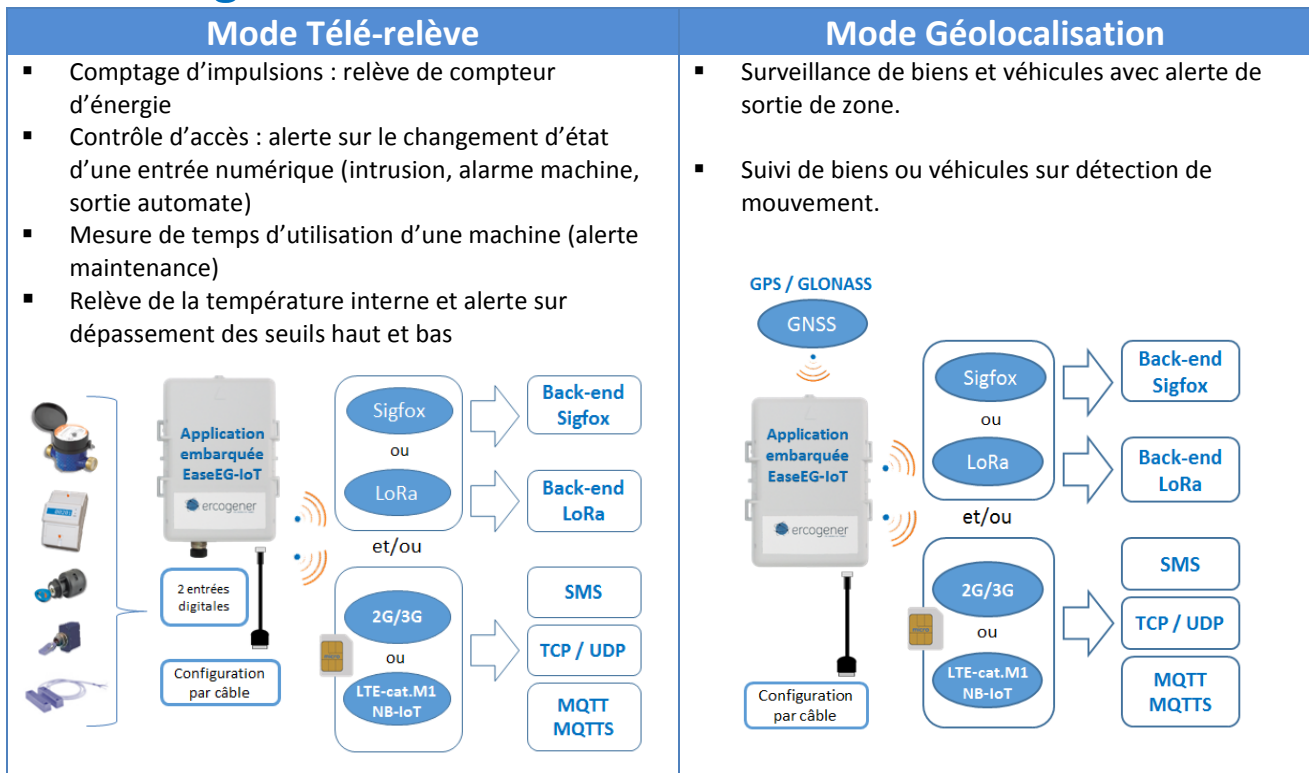 Mode Télé-relève
▪ Comptage d'impulsions : relève de compteur
d'énergie
▪ Contrôle d'accès : alerte sur le changement d'état
d'une entrée numérique (intrusion, alarme machine,
sortie automate)
▪ Mesure de temps d'utilisation d'une machine (alerte
maintenance)
▪ Relève de la température interne et alerte sur
dépassement des seuils haut et bas
Application
embarquée
EaseEG-IoT
ercogener
2 entrées
digitales
Configuration
par câble
Sigfox
ou
LoRa
et/ou
2G/3G
ou
LTE-cat.M1
NB-IoT
Back-end
Sigfox
Back-end
LoRa
SMS
TCP / UDP
MQTT
MQTTS
Mode Géolocalisation
▪ Surveillance de biens et véhicules avec alerte de
sortie de zone.
▪ Suivi de biens ou véhicules sur détection de
mouvement.
GPS / GLONASS
GNSS
Application
embarquée
EaseEG-IoT
ercogener
Configuration
par câble
Sigfox
ou
LoRa
et/ou
2G/3G
ou
LTE-cat.M1
NB-IoT
Back-end
Sigfox
Back-end
LoRa
SMS
TCP / UDP
MQTT
MQTTS